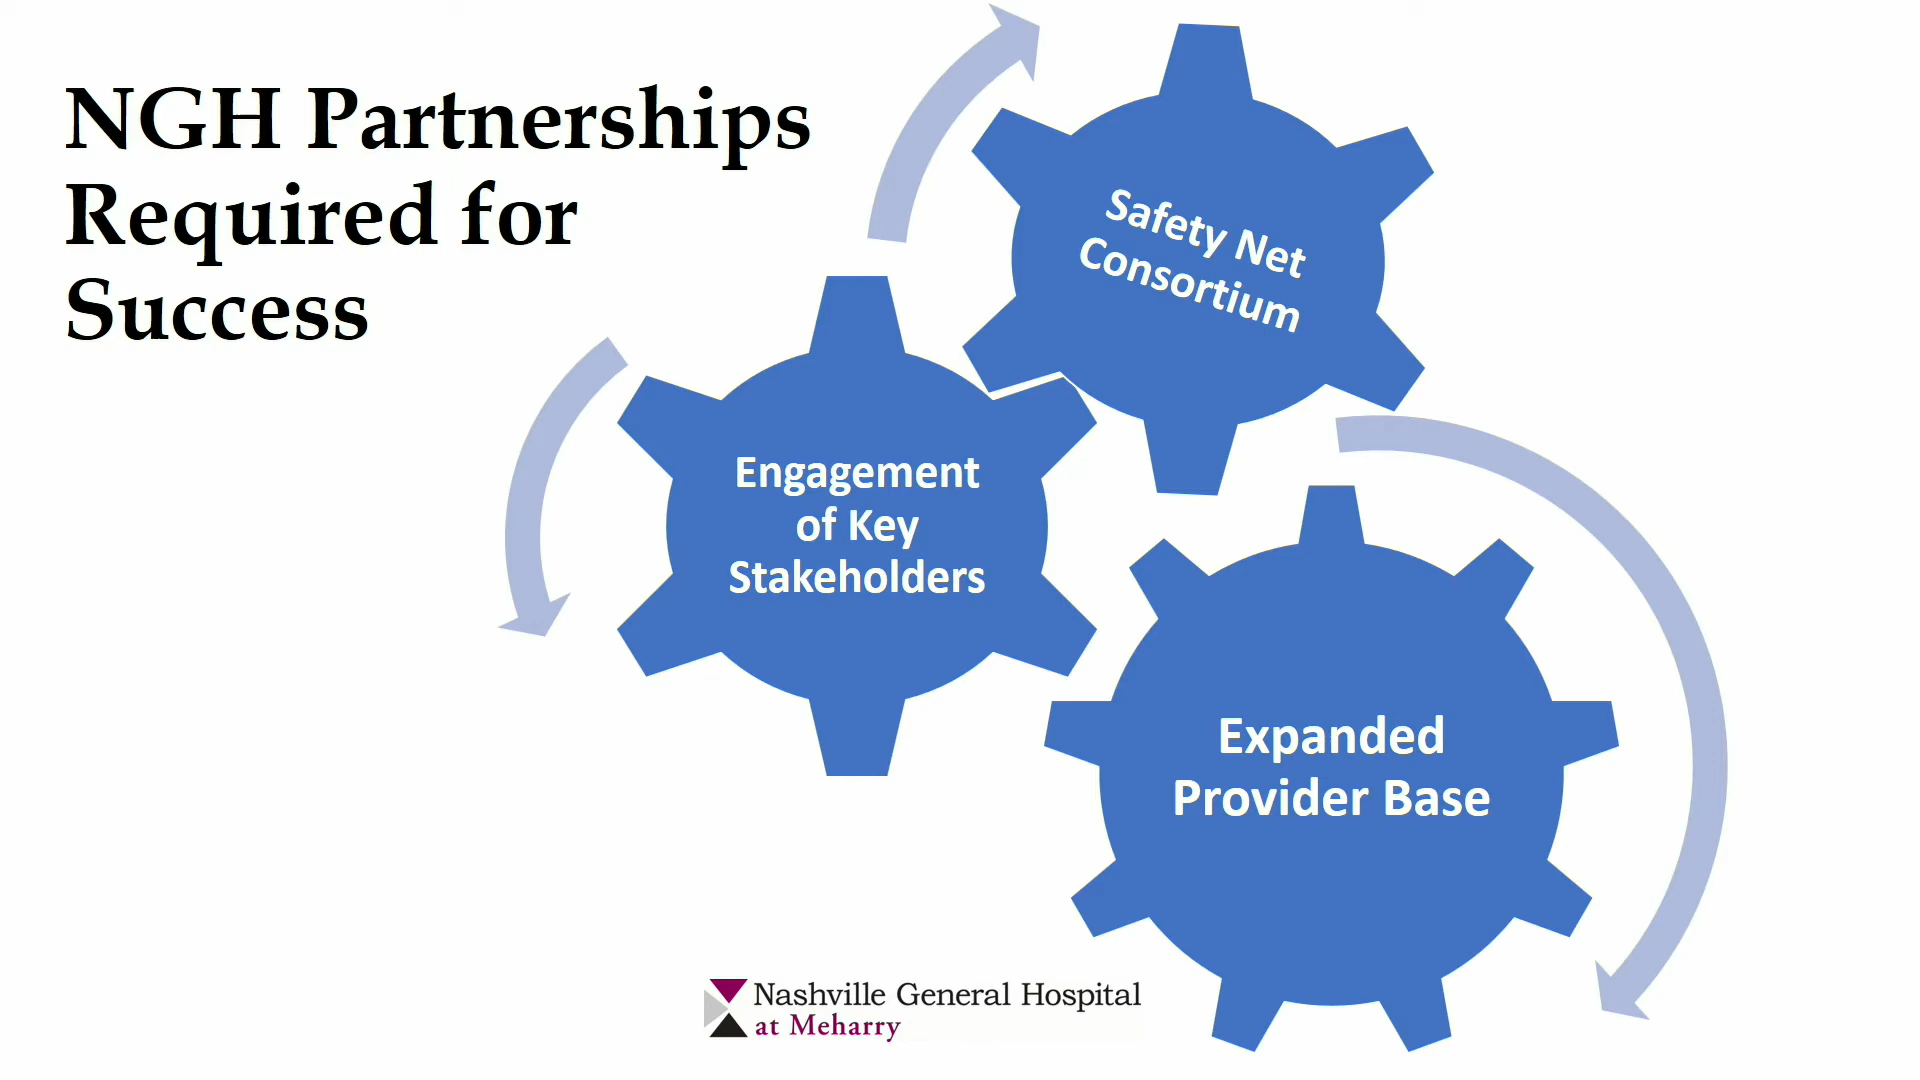 NGH Partnerships
Required for
Success
Safety Net
Consortium
Engagement
of Key
Stakeholders
Expanded
Provider Base
Nashville General Hospital
at Meharry